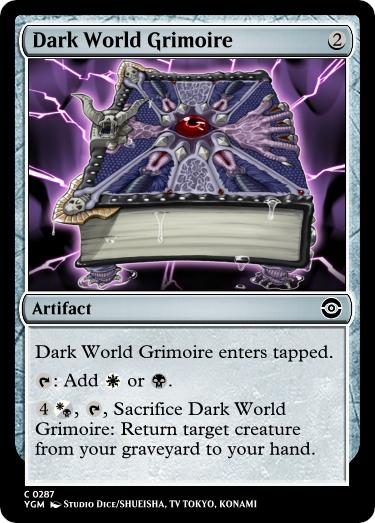 Dark World Grimoire 2
Artifact
Dark World Grimoire enters tapped.
: Add or .
4 , , Sacrifice Dark World
Grimoire: Return target creature
from your graveyard to your hand.
C 0287
YGM Studio Dice/SHUEISHA, TV TOKYO, KONAMI